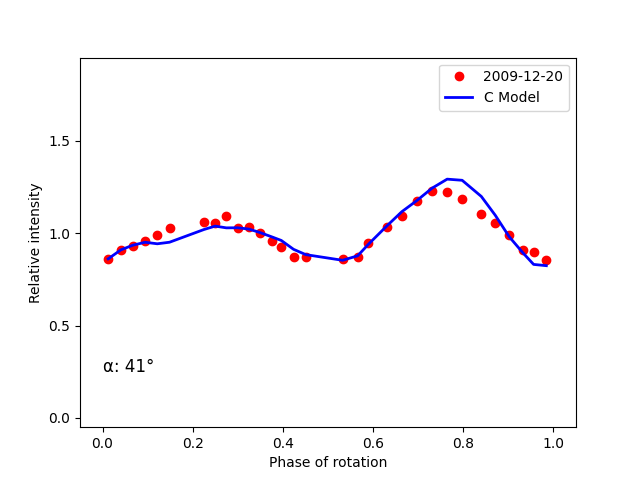 2009-12-20
C Model
Relative intensity
1.5
1.0
0.5
0.0
α: 41°
0.0 0.2 0.4 0.6 0.8 1.0
Phase of rotation